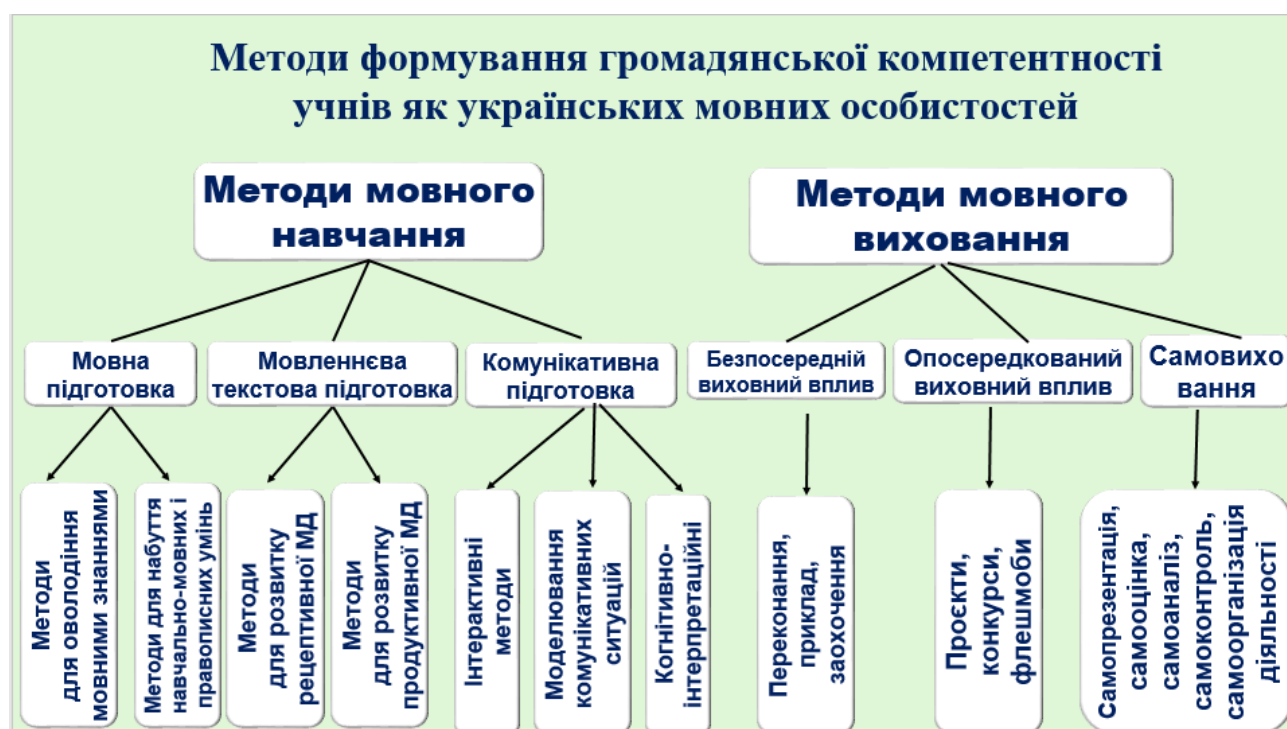 Методи формування громадянської компетентності
учнів як українських мовних особистостей
Методи мовного
навчання
Методи мовного
виховання
Мовна
підготовка
Мовленнєва
текстова підготовка
Комунікативна
підготовка
Безпосередній
виховний вплив
Опосередкований
виховний вплив
Самовихо
вання
Методи
для оволодіння
мовними знаннями
Методи для набуття
навчально-мовних і
правописних умінь
Методи
для розвитку
рецептивної МД
Методи
для розвитку
продуктивної МД
Інтерактивні
методи
Моделювання
комунікативних
ситуацій
Когнітивно-
інтерпретаційні
Переконання,
приклад,
заохочення
Проєкти,
конкурси,
флешмоби
Самопрезентація,
самооцінка,
самоаналіз,
самоконтроль,
самоорганізація
діяльності